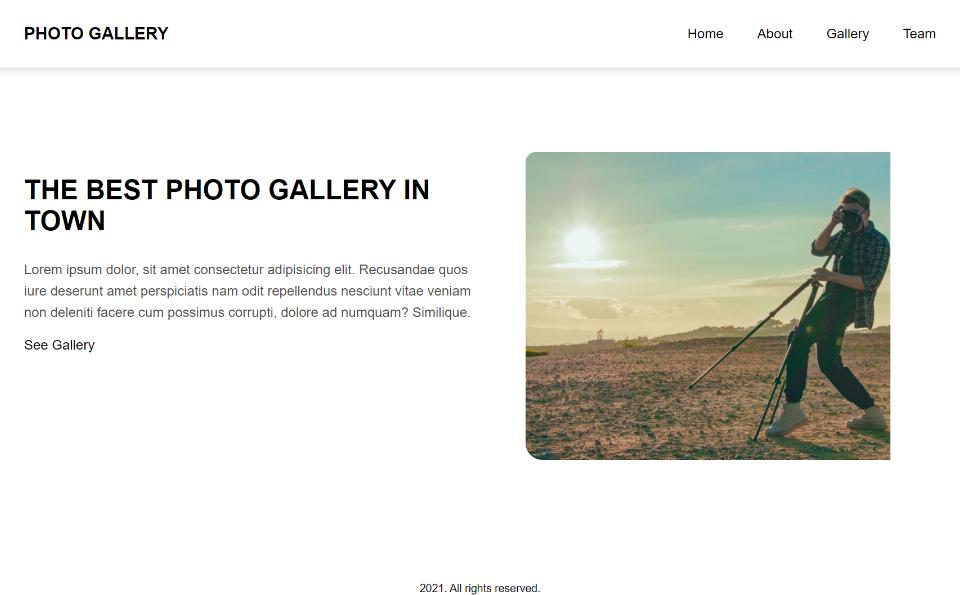 PHOTO GALLERY
Home About Gallery Team
THE BEST PHOTO GALLERY IN
TOWN
Lorem ipsum dolor, sit amet consectetur adipisicing elit. Recusandae quos
iure deserunt amet perspiciatis nam odit repellendus nesciunt vitae veniam
non deleniti facere cum possimus corrupti, dolore ad numquam? Similique.
See Gallery
2021. All rights reserved.